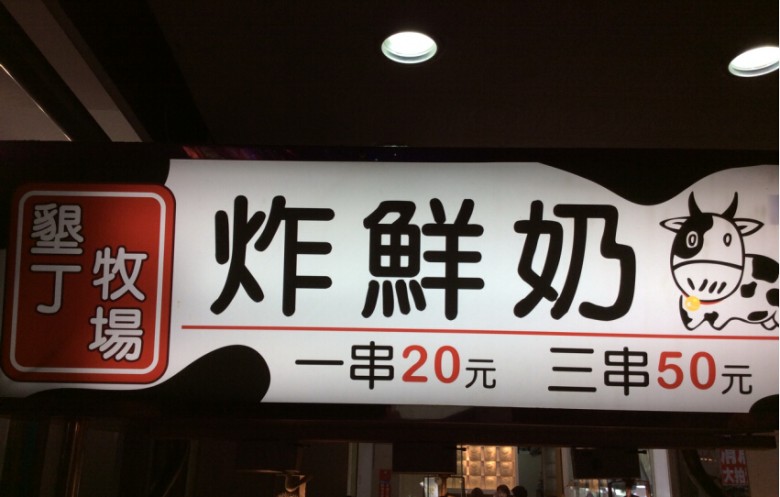 墾丁
牧場
炸鮮奶
一串20元 三串50元